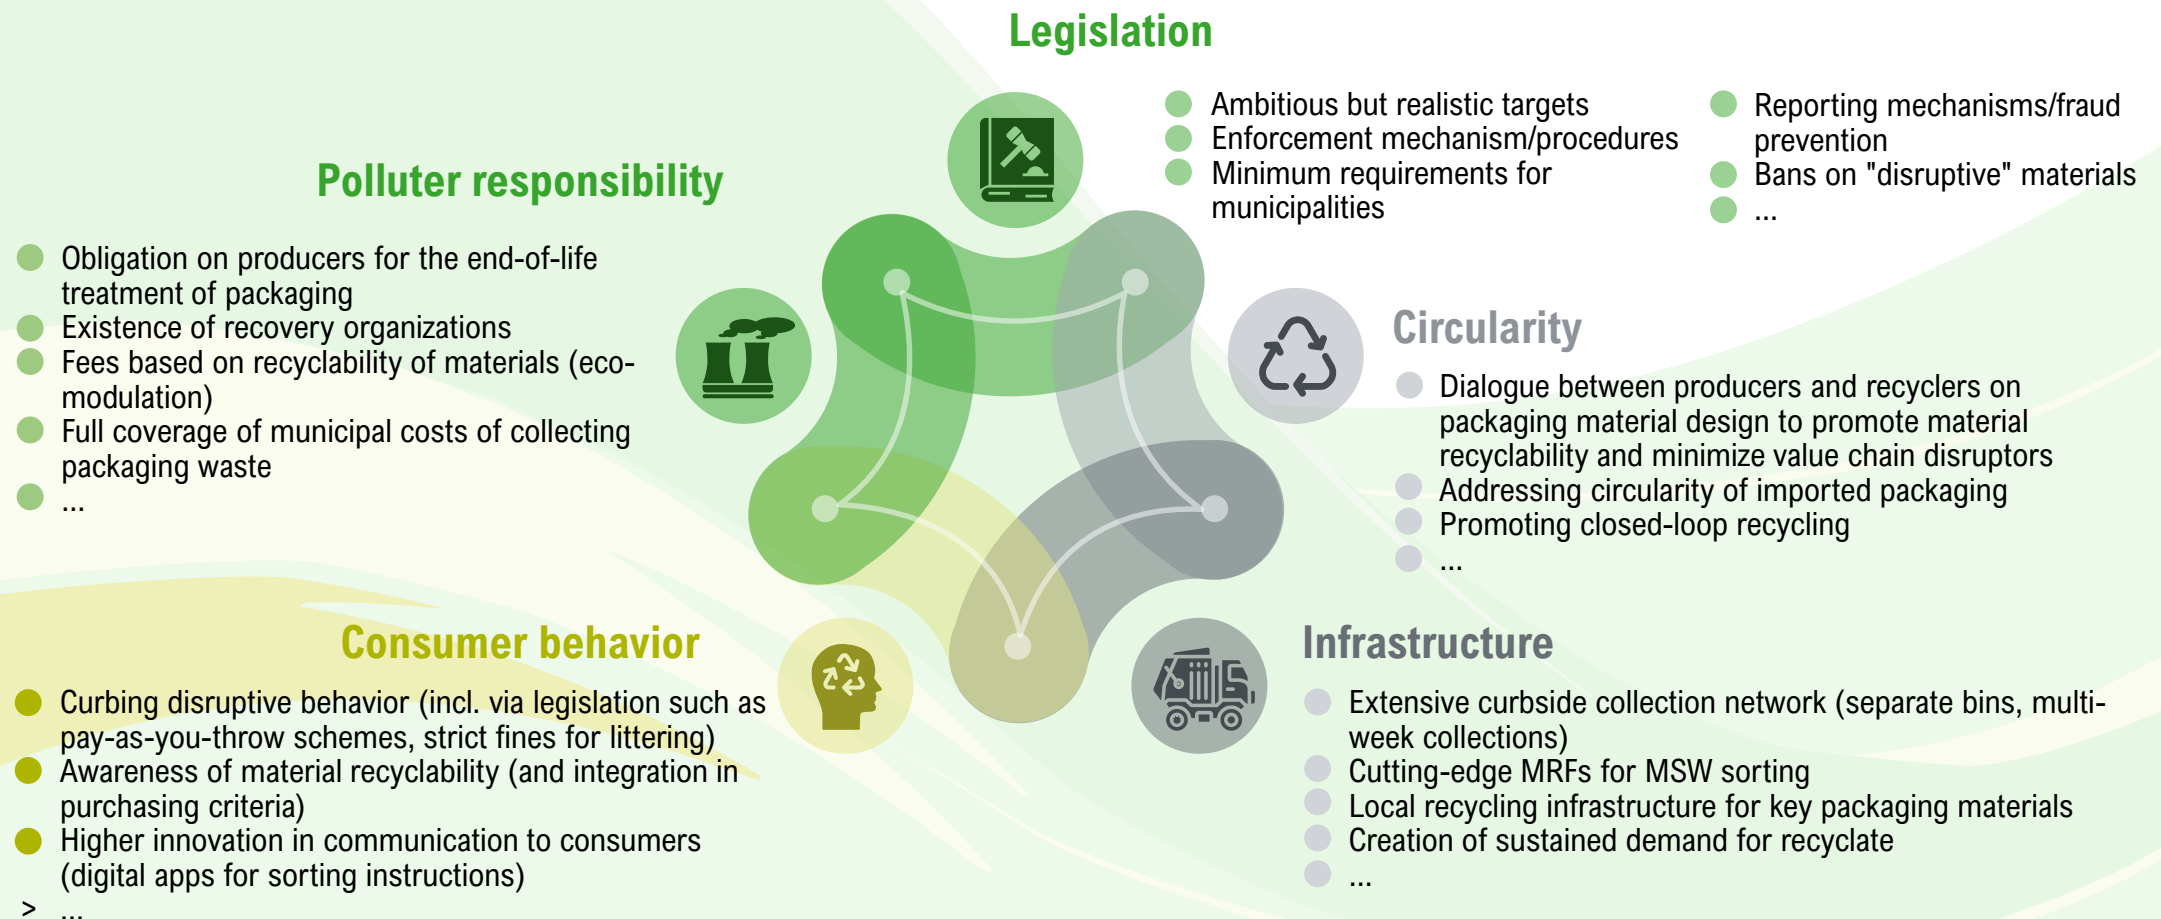 Legislation
Ambitious but realistic targets
Enforcement mechanism/procedures
Minimum requirements for
municipalities
Reporting mechanisms/fraud
prevention
Bans on "disruptive" materials
...
Polluter responsibility
Obligation on producers for the end-of-life
treatment of packaging
Existence of recovery organizations
Fees based on recyclability of materials (eco-
modulation)
Full coverage of municipal costs of collecting
packaging waste
...
Circularity
Dialogue between producers and recyclers on
packaging material design to promote material
recyclability and minimize value chain disruptors
Addressing circularity of imported packaging
Promoting closed-loop recycling
...
Consumer behavior
Curbing disruptive behavior (incl. via legislation such as
pay-as-you-throw schemes, strict fines for littering)
Awareness of material recyclability (and integration in
purchasing criteria)
Higher innovation in communication to consumers
(digital apps for sorting instructions)
> ...
Infrastructure
Extensive curbside collection network (separate bins, multi-
week collections)
Cutting-edge MRFs for MSW sorting
Local recycling infrastructure for key packaging materials
Creation of sustained demand for recyclate
...